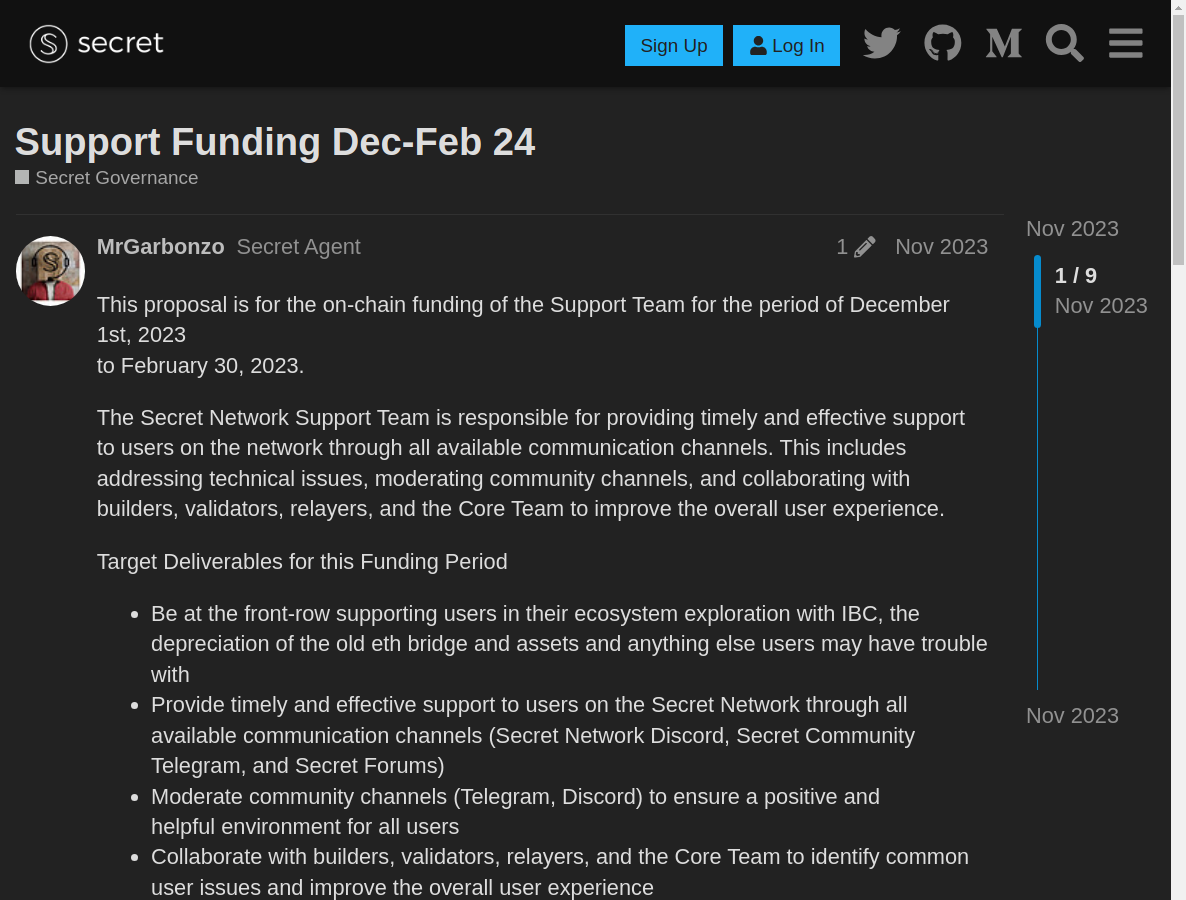 secret
Sign Up
Log In
Support Funding Dec-Feb 24
Secret Governance
MrGarbonzo Secret Agent
1
Nov 2023
This proposal is for the on-chain funding of the Support Team for the period of December
1st, 2023
to February 30, 2023.
The Secret Network Support Team is responsible for providing timely and effective support
to users on the network through all available communication channels. This includes
addressing technical issues, moderating community channels, and collaborating with
builders, validators, relayers, and the Core Team to improve the overall user experience.
Target Deliverables for this Funding Period
Be at the front-row supporting users in their ecosystem exploration with IBC, the
depreciation of the old eth bridge and assets and anything else users may have trouble
with
Provide timely and effective support to users on the Secret Network through all
available communication channels (Secret Network Discord, Secret Community
Telegram, and Secret Forums)
Moderate community channels (Telegram, Discord) to ensure a positive and
helpful environment for all users
Collaborate with builders, validators, relayers, and the Core Team to identify common
user issues and improve the overall user experience
Nov 2023
1 / 9
Nov 2023
Nov 2023